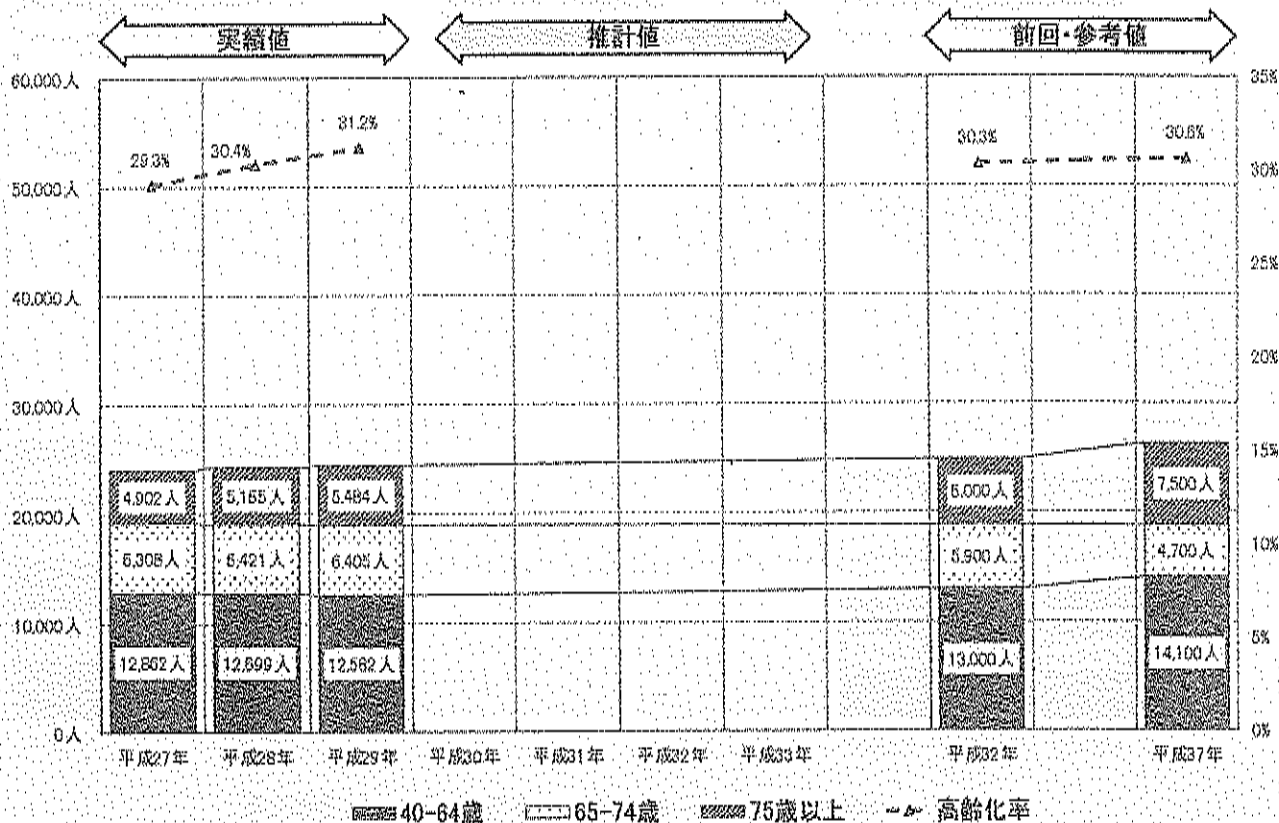 実績値 推計値 前回・参考値
60,000人 35%
31.2%
30.4%
29.3%
30.3%
30.6%
30%
50,000人
25%
40,000人
20%
30,000人
15%
4,902人 5,165人 5,484人 6,000人 7,500人
20,000人
10%
6,421人 6,405人 5,900人 4,700人
10,000人
5%
12,862人 12,699人 12,582人 13,000人 14,100人
0人 0%
平成27年 平成28年 平成29年 平成30年 平成31年 平成32年 平成33年 平成32年 平成37年
40-64歳 65-74歳 75歳以上 高齢化率